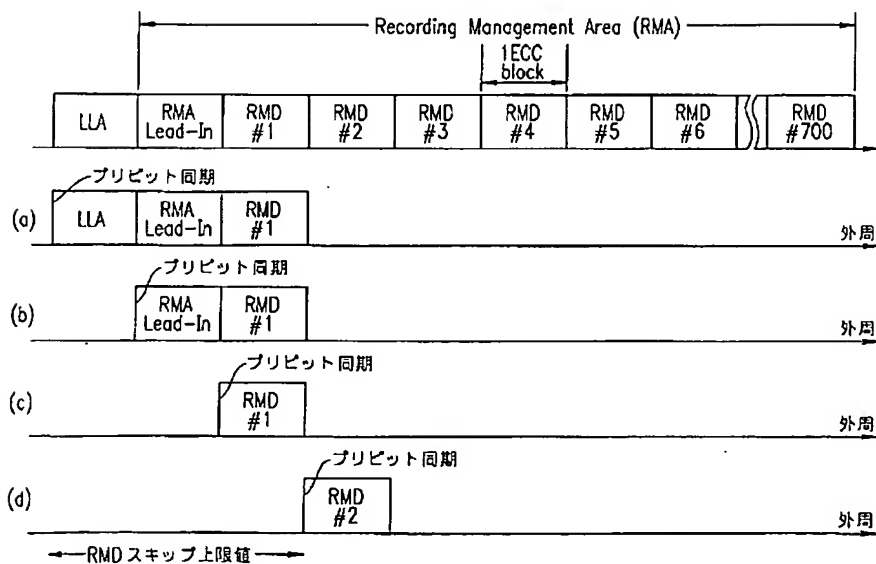 Recording Management Area (RMA)
1ECC
block
LLA
RMA
Lead-In
RMD
#1
RMD
#2
RMD
#3
RMD
#4
RMD
#5
RMD
#6
RMD
#700
プリピット同期
(a)
LLA
RMA
Lead-In
RMD
#1
外周
プリピット同期
(b)
RMA
Lead-In
RMD
#1
外周
プリピット同期
(c)
RMD
#1
外周
プリピット同期
(d)
RMD
#2
外周
RMDスキップ上限値